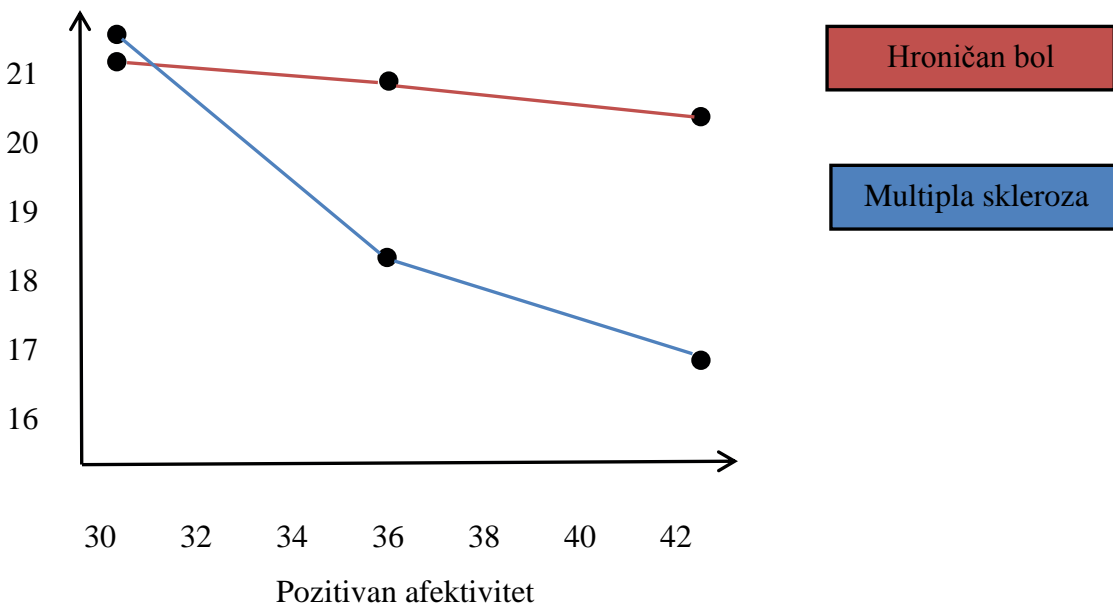 21
20
19
18
17
16
30 32 34 36 38 40 42
Pozitivan afektivitet
Hroničan bol
Multipla skleroza